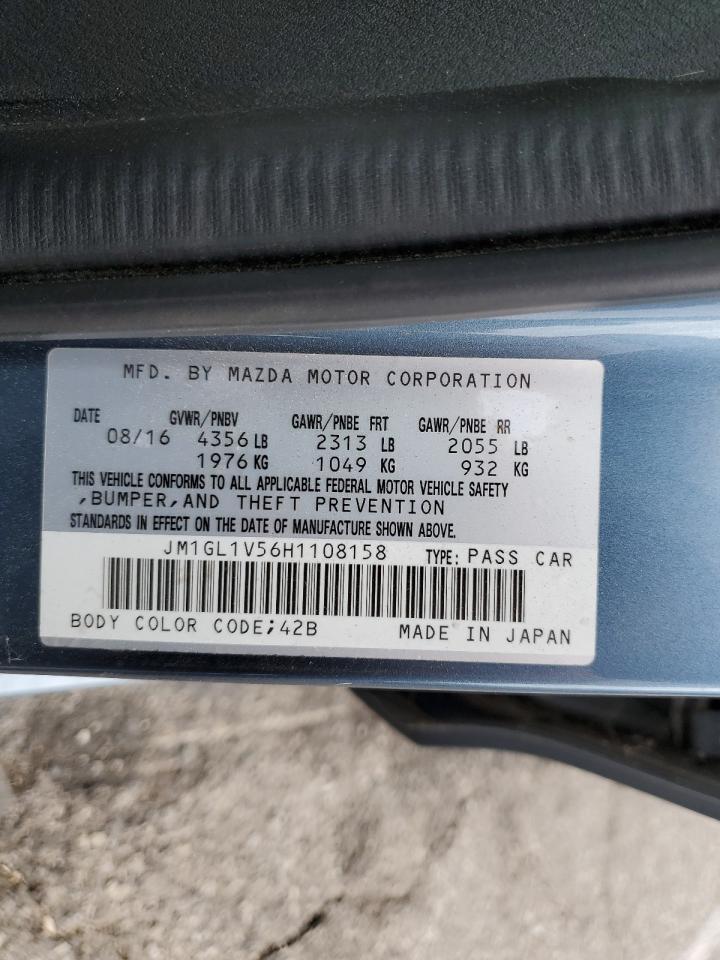 MFD. BY MAZDA MOTOR CORPORATION
DATE GVWR/PNBV GAWR/PNBE FRT GAWR/PNBE RR
08/16 4356 LB 2313 LB 2055 LB
1976 KG 1049 KG 932 KG
THIS VEHICLE CONFORMS TO ALL APPLICABLE FEDERAL MOTOR VEHICLE SAFETY
,BUMPER,AND THEFT PREVENTION
STANDARDS IN EFFECT ON THE DATE OF MANUFACTURE SHOWN ABOVE.
JM1GL1V56H1108158 TYPE: PASS CAR
BODY COLOR CODE;42B MADE IN JAPAN